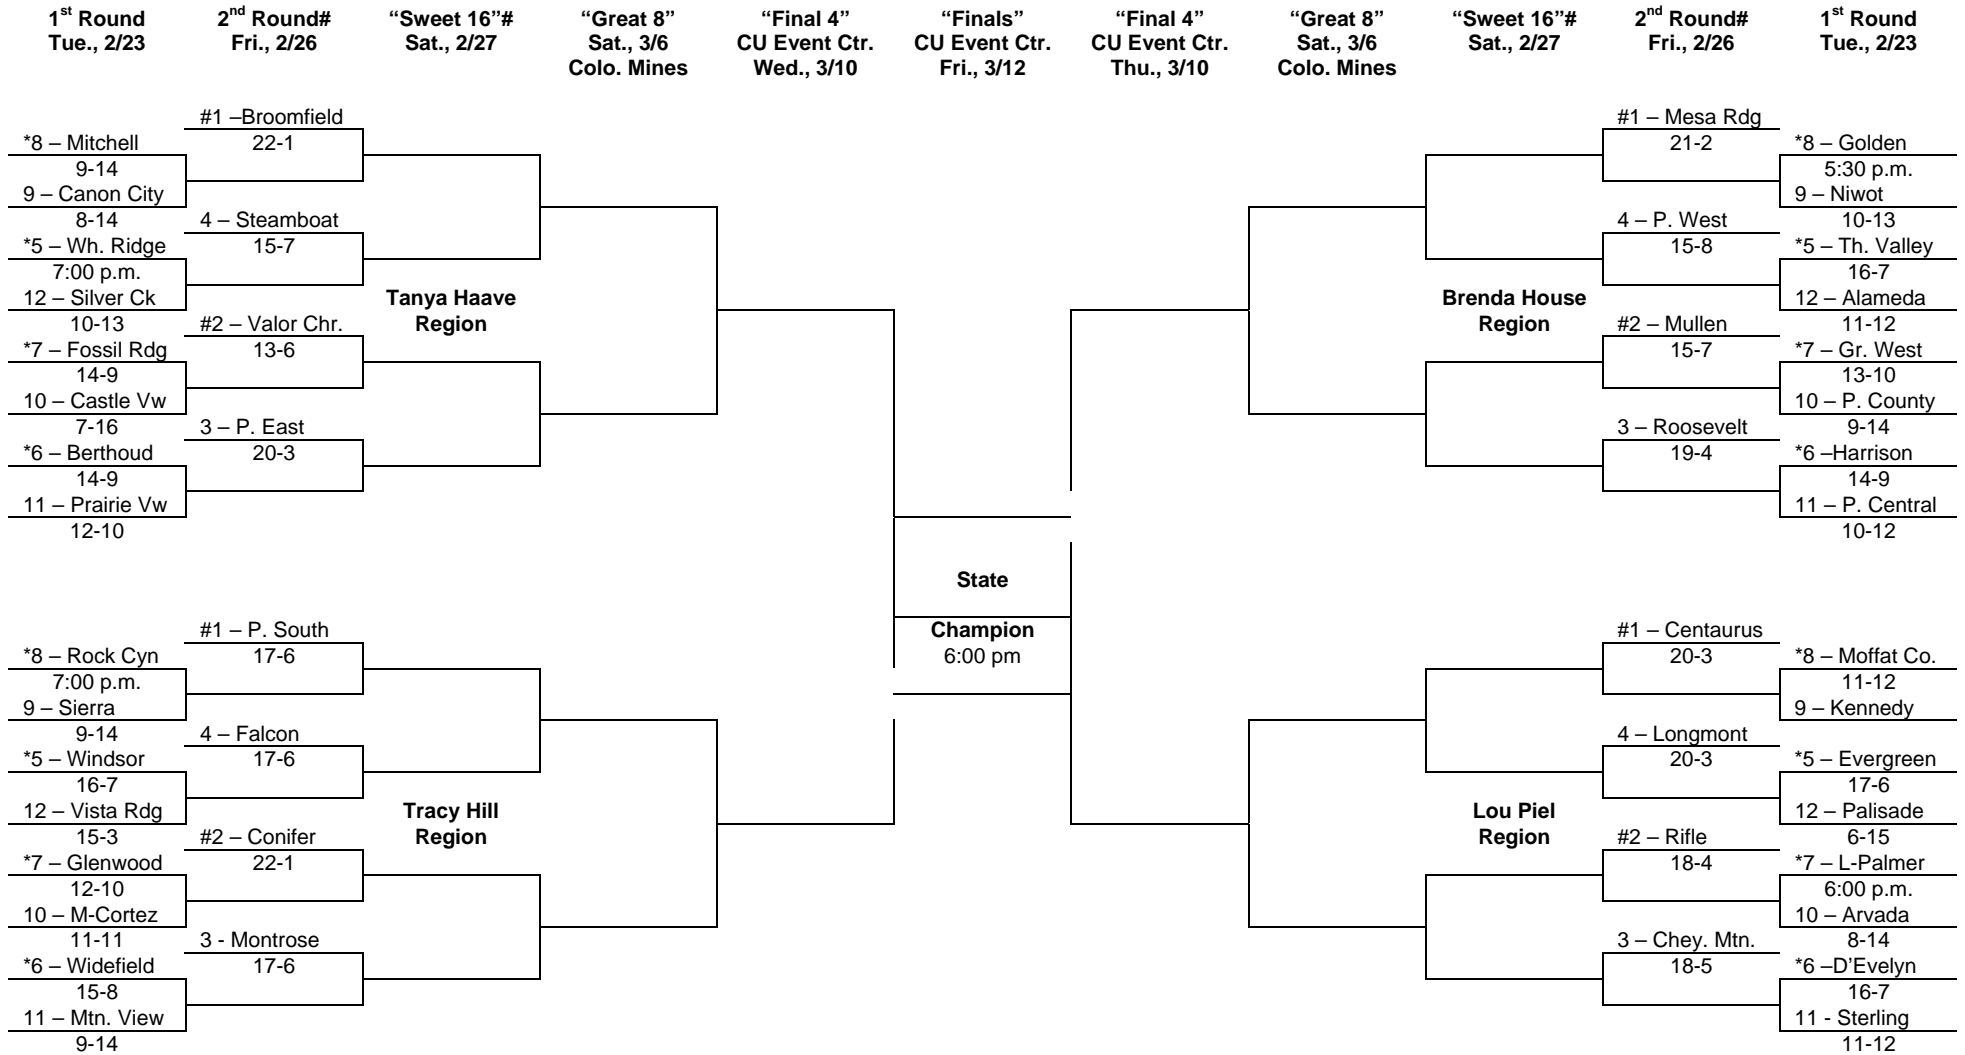 1st Round
Tue., 2/23
2nd Round#
Fri., 2/26
“Sweet 16”#
Sat., 2/27
“Great 8”
Sat., 3/6
Colo. Mines
“Final 4”
CU Event Ctr.
Wed., 3/10
“Finals”
CU Event Ctr.
Fri., 3/12
“Final 4”
CU Event Ctr.
Thu., 3/10
“Great 8”
Sat., 3/6
Colo. Mines
“Sweet 16”#
Sat., 2/27
2nd Round#
Fri., 2/26
1st Round
Tue., 2/23
*8 – Mitchell
9-14
9 – Canon City
8-14
*5 – Wh. Ridge
7:00 p.m.
12 – Silver Ck
10-13
*7 – Fossil Rdg
14-9
10 – Castle Vw
7-16
*6 – Berthoud
14-9
11 – Prairie Vw
12-10
#1 –Broomfield
22-1
4 – Steamboat
15-7
#2 – Valor Chr.
13-6
3 – P. East
20-3
Tanya Haave
Region
*8 – Rock Cyn
7:00 p.m.
9 – Sierra
9-14
*5 – Windsor
16-7
12 – Vista Rdg
15-3
*7 – Glenwood
12-10
10 – M-Cortez
11-11
*6 – Widefield
15-8
11 – Mtn. View
9-14
#1 – P. South
17-6
4 – Falcon
17-6
#2 – Conifer
22-1
3 - Montrose
17-6
Tracy Hill
Region
State
Champion
6:00 pm
Brenda House
Region
#1 – Mesa Rdg
21-2
4 – P. West
15-8
#2 – Mullen
15-7
3 – Roosevelt
19-4
*8 – Golden
5:30 p.m.
9 – Niwot
10-13
*5 – Th. Valley
16-7
12 – Alameda
11-12
*7 – Gr. West
13-10
10 – P. County
9-14
*6 –Harrison
14-9
11 – P. Central
10-12
Lou Piel
Region
#1 – Centaurus
20-3
4 – Longmont
20-3
#2 – Rifle
18-4
3 – Chey. Mtn.
18-5
*8 – Moffat Co.
11-12
9 – Kennedy
*5 – Evergreen
17-6
12 – Palisade
6-15
*7 – L-Palmer
6:00 p.m.
10 – Arvada
8-14
*6 –D’Evelyn
16-7
11 - Sterling
11-12